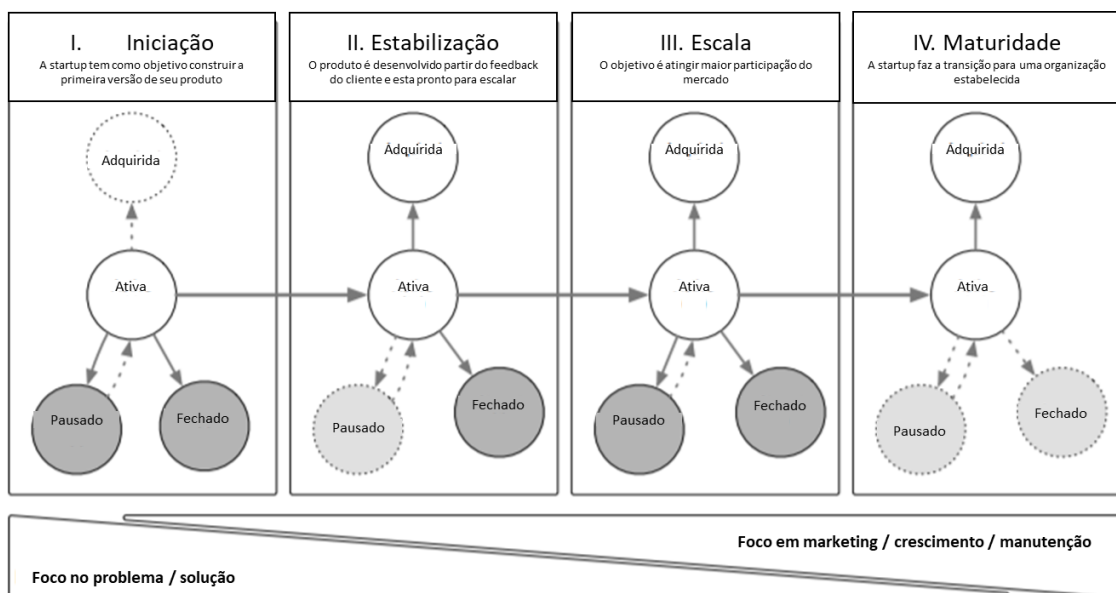 I. Iniciação
A startup tem como objetivo construir a
primeira versão de seu produto
Adquirida
Ativa
Pausado
Fechado
II. Estabilização
O produto é desenvolvido partir do feedback
do cliente e esta pronto para escalar
Adquirida
Ativa
Pausado
Fechado
III. Escala
O objetivo é atingir maior participação do
mercado
Adquirida
Ativa
Pausado
Fechado
IV. Maturidade
A startup faz a transição para uma organização
estabelecida
Adquirida
Ativa
Pausado
Fechado
Foco em marketing / crescimento / manutenção
Foco no problema / solução